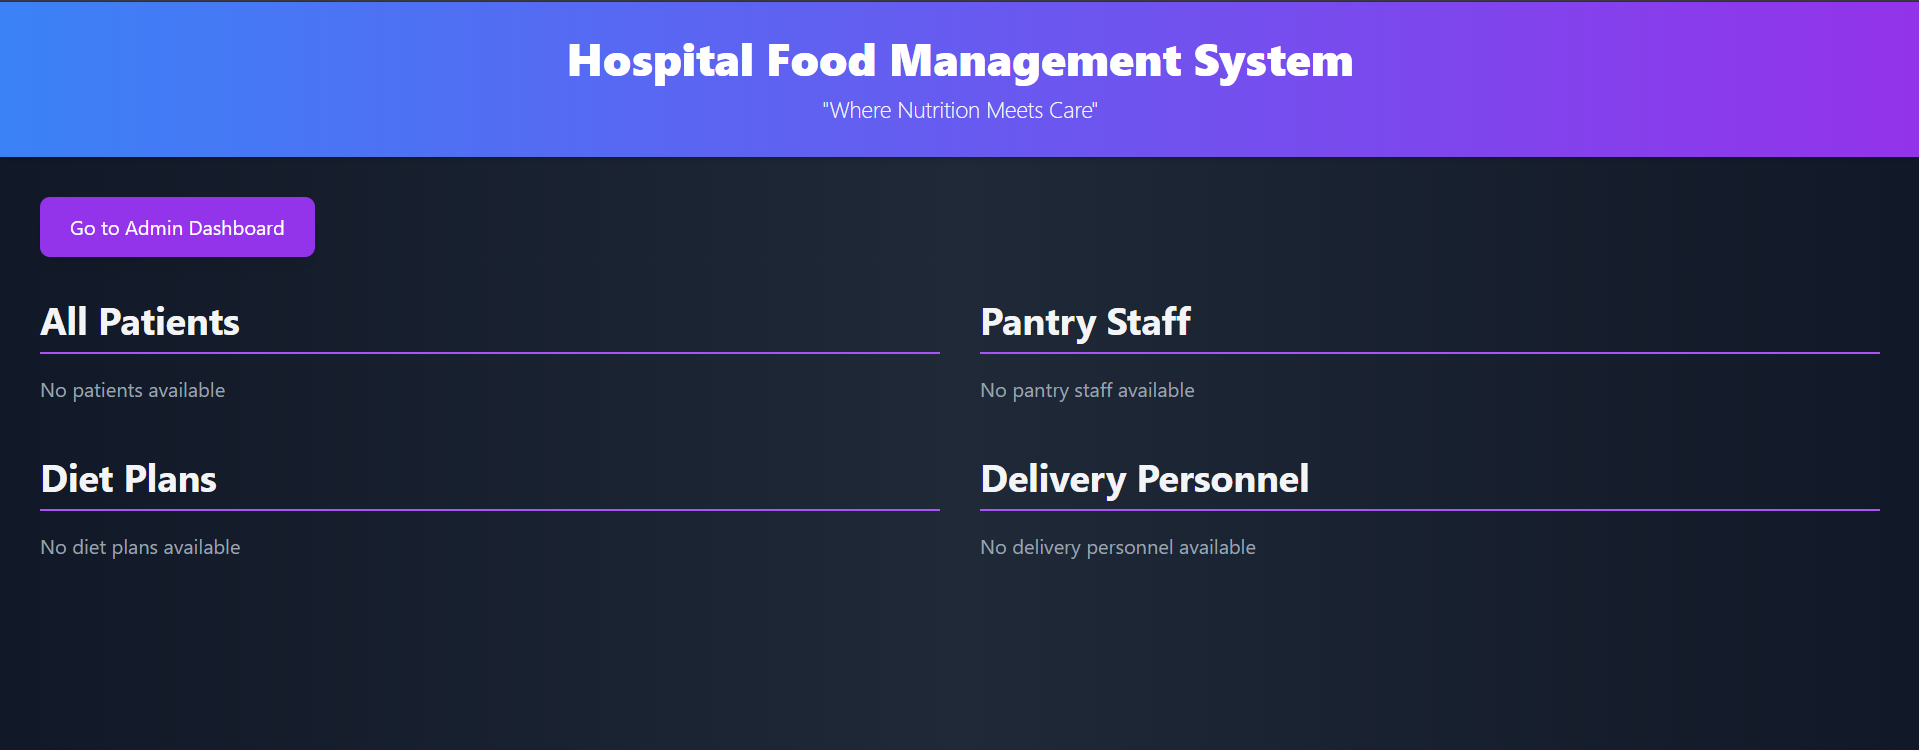 Hospital Food Management System
"Where Nutrition Meets Care"
Go to Admin Dashboard
All Patients
No patients available
Pantry Staff
No pantry staff available
Diet Plans
No diet plans available
Delivery Personnel
No delivery personnel available